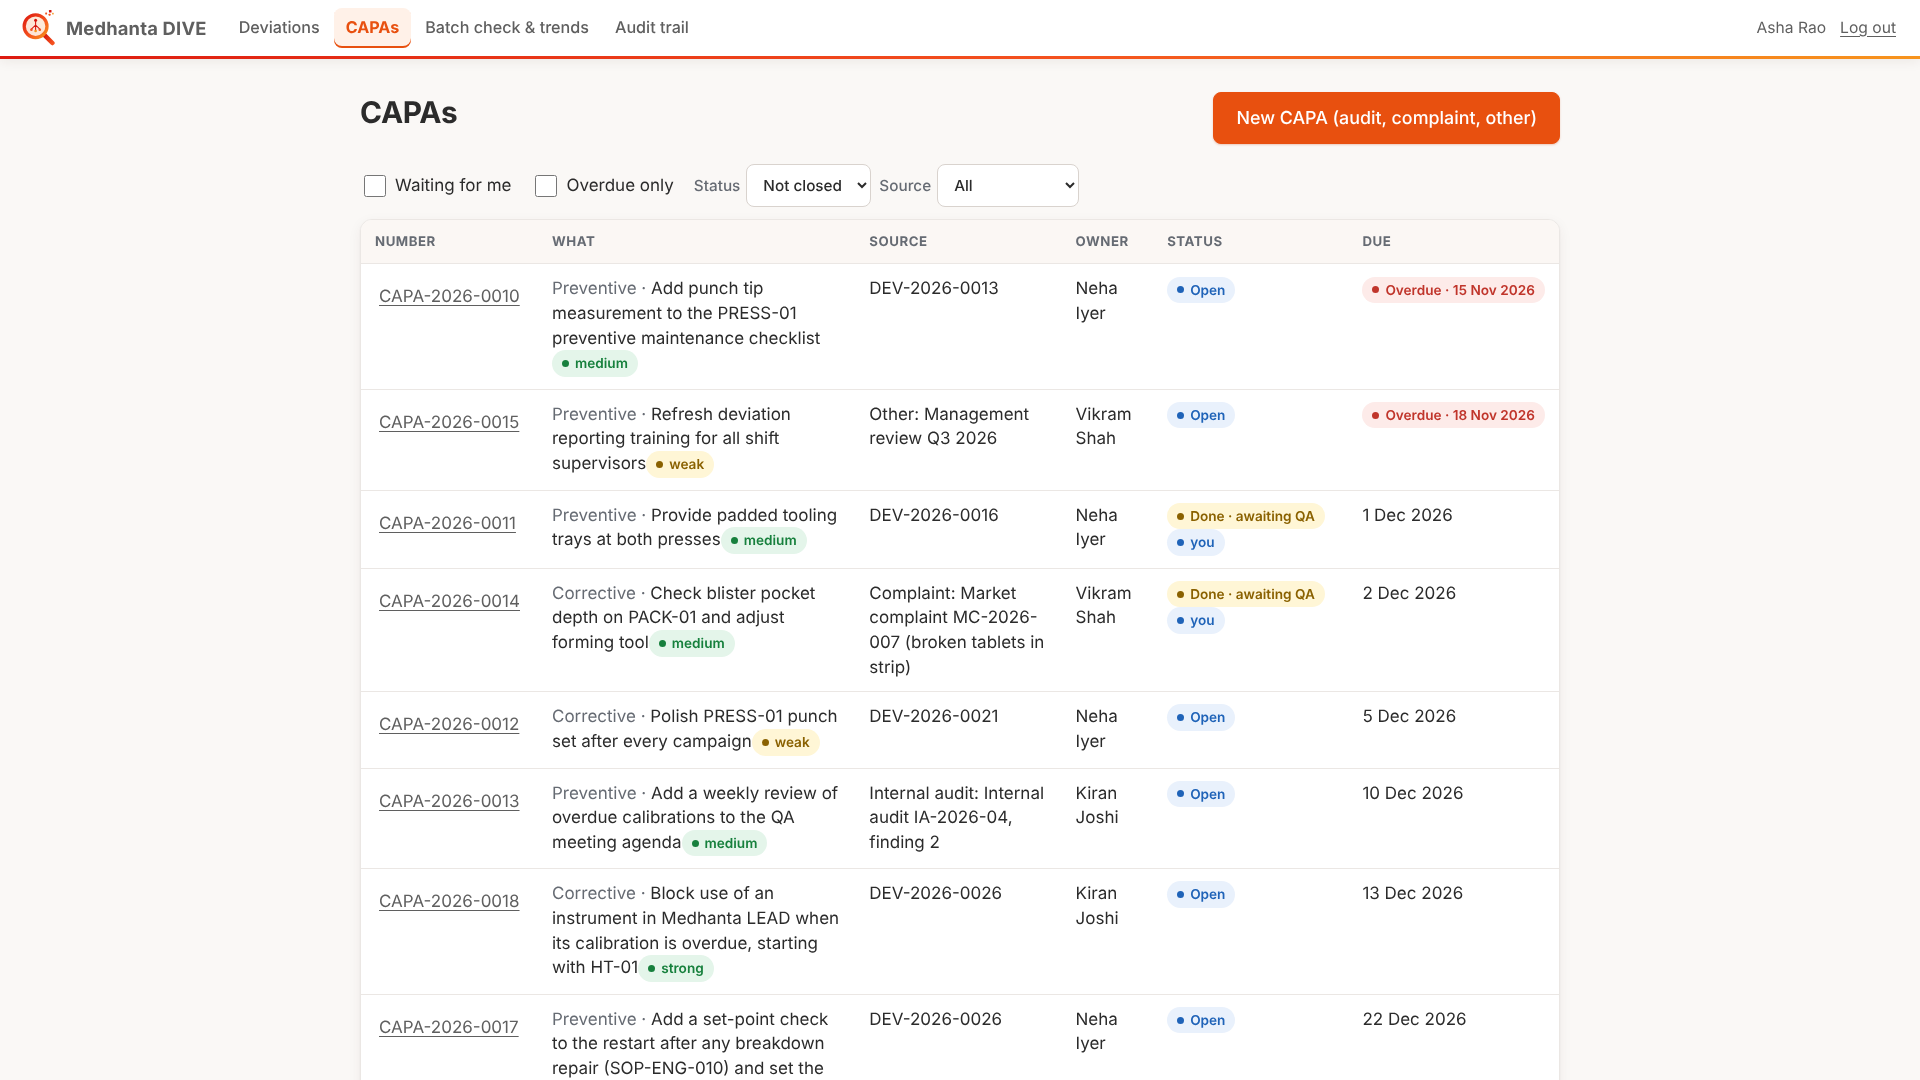 Medhanta DIVE
Deviations
CAPAs
Batch check & trends
Audit trail
Asha Rao
Log out
CAPAs
New CAPA (audit, complaint, other)
Waiting for me
Overdue only
Status
Not closed
Source
All
NUMBER
WHAT
SOURCE
OWNER
STATUS
DUE
CAPA-2026-0010
Preventive · Add punch tip
measurement to the PRESS-01
preventive maintenance checklist
medium
DEV-2026-0013
Neha
Iyer
Open
Overdue · 15 Nov 2026
CAPA-2026-0015
Preventive · Refresh deviation
reporting training for all shift
supervisors weak
Other: Management
review Q3 2026
Vikram
Shah
Open
Overdue · 18 Nov 2026
CAPA-2026-0011
Preventive · Provide padded tooling
trays at both presses medium
DEV-2026-0016
Neha
Iyer
Done · awaiting QA
you
1 Dec 2026
CAPA-2026-0014
Corrective · Check blister pocket
depth on PACK-01 and adjust
forming tool medium
Complaint: Market
complaint MC-2026-
007 (broken tablets in
strip)
Vikram
Shah
Done · awaiting QA
you
2 Dec 2026
CAPA-2026-0012
Corrective · Polish PRESS-01 punch
set after every campaign weak
DEV-2026-0021
Neha
Iyer
Open
5 Dec 2026
CAPA-2026-0013
Preventive · Add a weekly review of
overdue calibrations to the QA
meeting agenda medium
Internal audit: Internal
audit IA-2026-04,
finding 2
Kiran
Joshi
Open
10 Dec 2026
CAPA-2026-0018
Corrective · Block use of an
instrument in Medhanta LEAD when
its calibration is overdue, starting
with HT-01 strong
DEV-2026-0026
Kiran
Joshi
Open
13 Dec 2026
CAPA-2026-0017
Preventive · Add a set-point check
to the restart after any breakdown
repair (SOP-ENG-010) and set the
DEV-2026-0026
Neha
Iyer
Open
22 Dec 2026